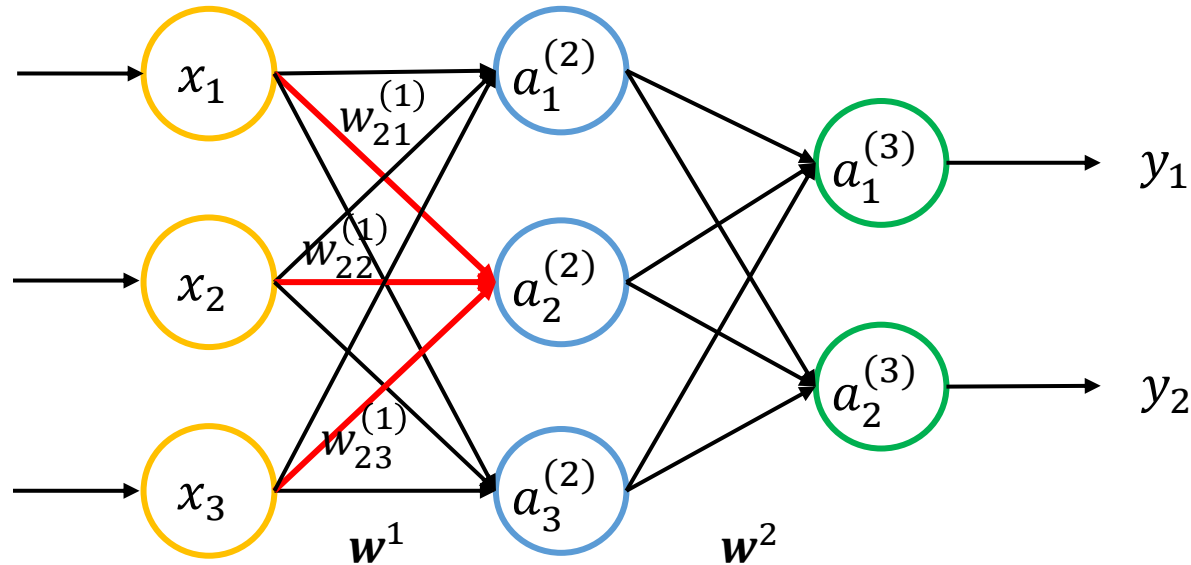 x₁
w₂₁⁽¹⁾
a₁⁽²⁾
a₁⁽³⁾
y₁
x₂
w₂₂⁽¹⁾
a₂⁽²⁾
a₂⁽³⁾
y₂
x₃
w₂₃⁽¹⁾
a₃⁽²⁾
w¹
w²